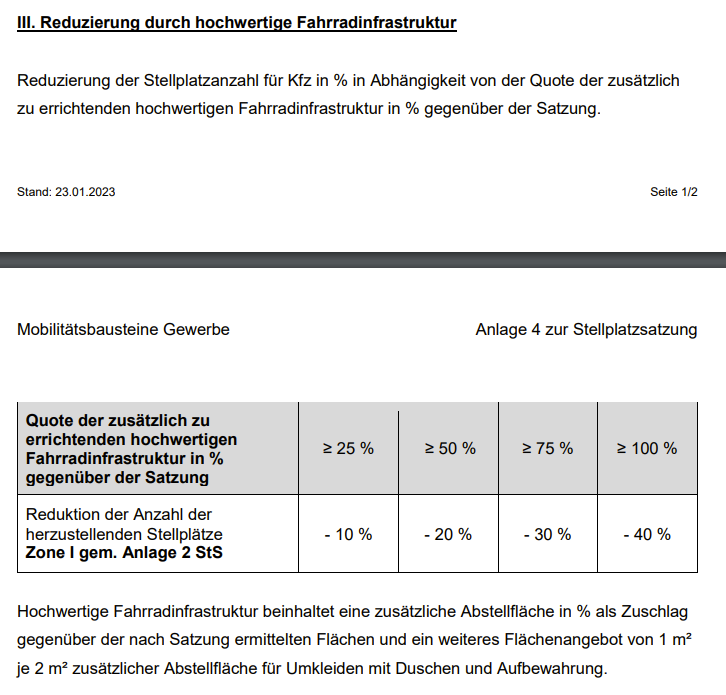 III. Reduzierung durch hochwertige Fahrradinfrastruktur
Reduzierung der Stellplatzanzahl für Kfz in % in Abhängigkeit von der Quote der zusätzlich
zu errichtenden hochwertigen Fahrradinfrastruktur in % gegenüber der Satzung.
Stand: 23.01.2023 Seite 1/2
Mobilitätsbausteine Gewerbe Anlage 4 zur Stellplatzsatzung
Quote der zusätzlich zu
errichtenden hochwertigen
Fahrradinfrastruktur in %
gegenüber der Satzung
≥ 25 % ≥ 50 % ≥ 75 % ≥ 100 %
Reduktion der Anzahl der
herzustellenden Stellplätze
Zone I gem. Anlage 2 StS
- 10 % - 20 % - 30 % - 40 %
Hochwertige Fahrradinfrastruktur beinhaltet eine zusätzliche Abstellfläche in % als Zuschlag
gegenüber der nach Satzung ermittelten Flächen und ein weiteres Flächenangebot von 1 m²
je 2 m² zusätzlicher Abstellfläche für Umkleiden mit Duschen und Aufbewahrung.